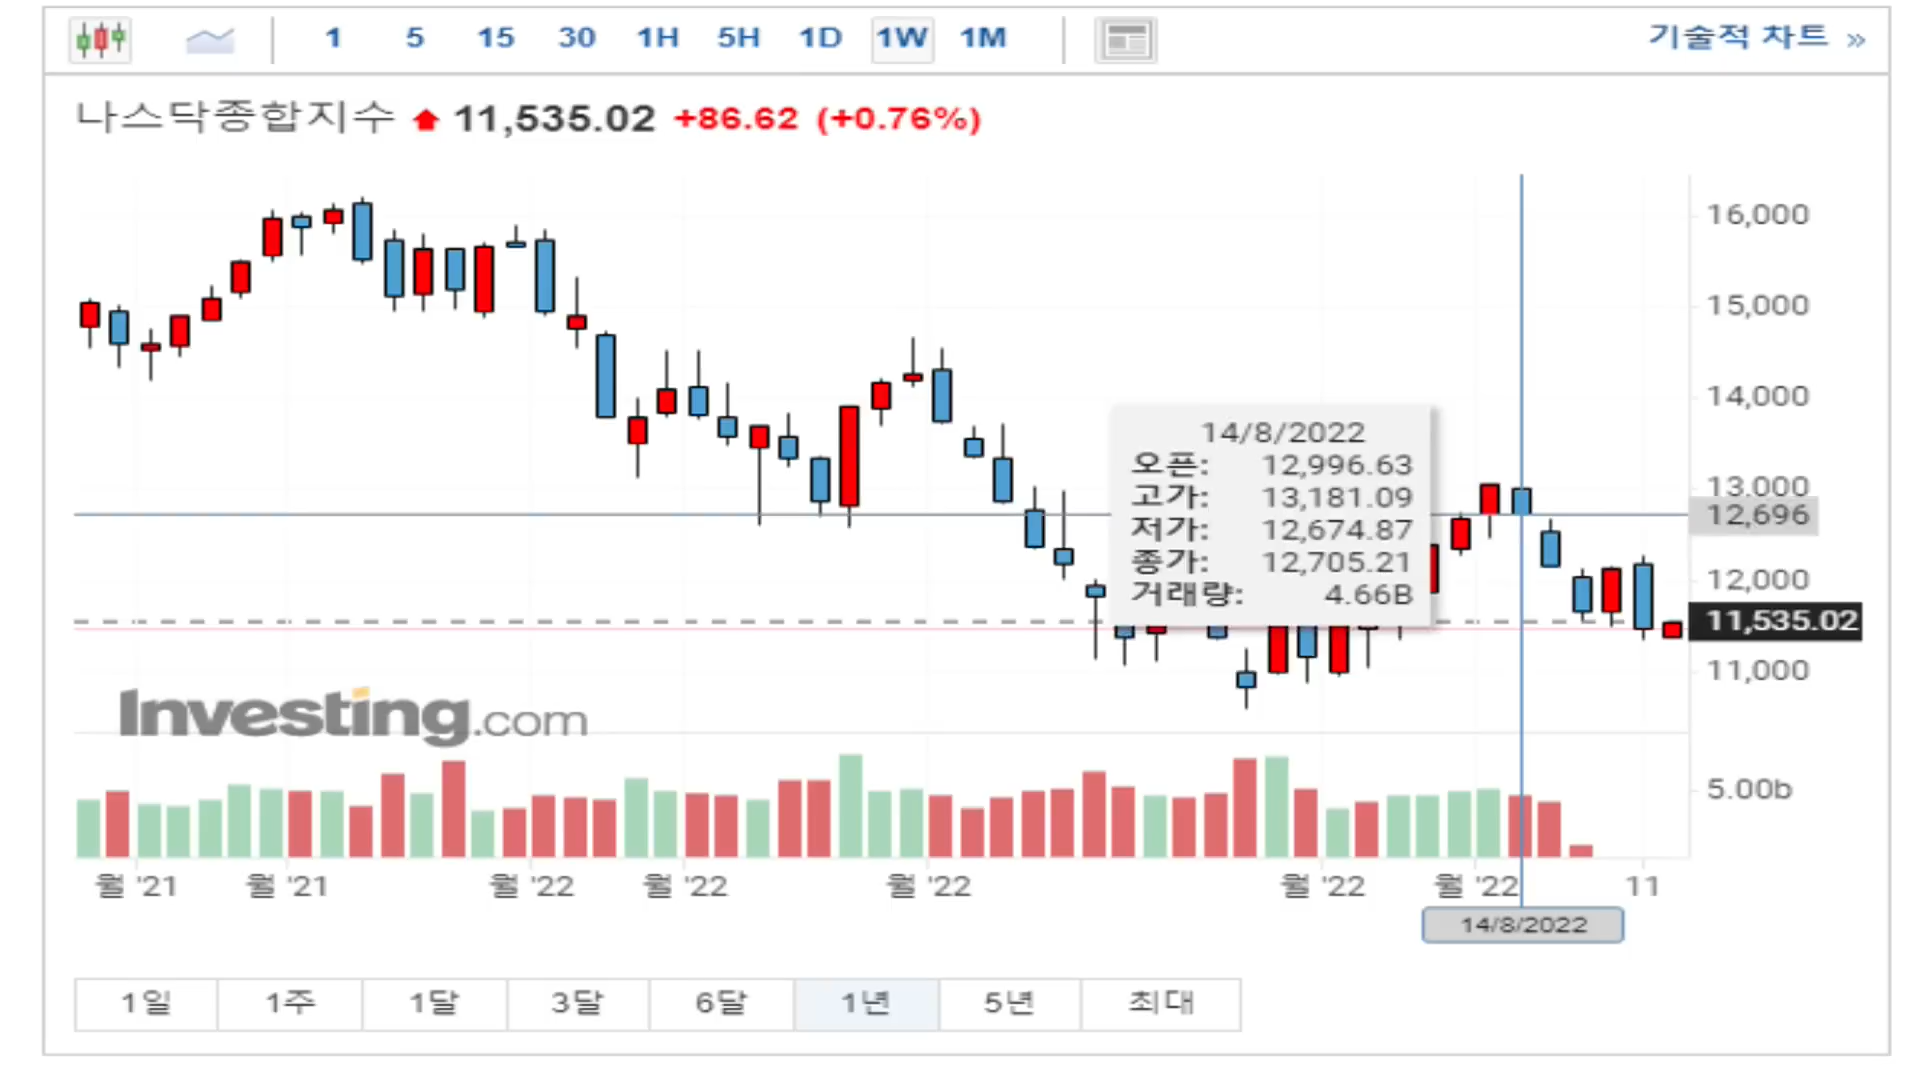 1 5 15 30 1H 5H 1D 1W 1M 기술적 차트 »
나스닥종합지수 11,535.02 +86.62 (+0.76%)
16,000
15,000
14,000
13,000
12,696
12,000
11,535.02
11,000
5.00b
14/8/2022
오픈: 12,996.63
고가: 13,181.09
저가: 12,674.87
종가: 12,705.21
거래량: 4.66B
Investing.com
월 '21 월 '21 월 '22 월 '22 월 '22 월 '22 월 '22 11
14/8/2022
1일 1주 1달 3달 6달 1년 5년 최대